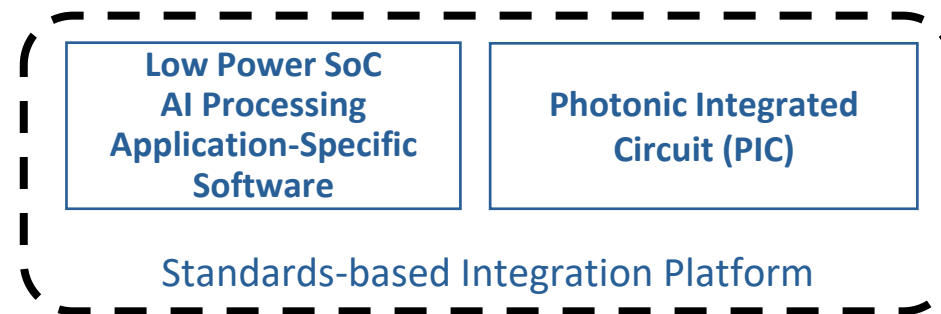 Low Power SoC
AI Processing
Application-Specific
Software
Photonic Integrated
Circuit (PIC)
Standards-based Integration Platform